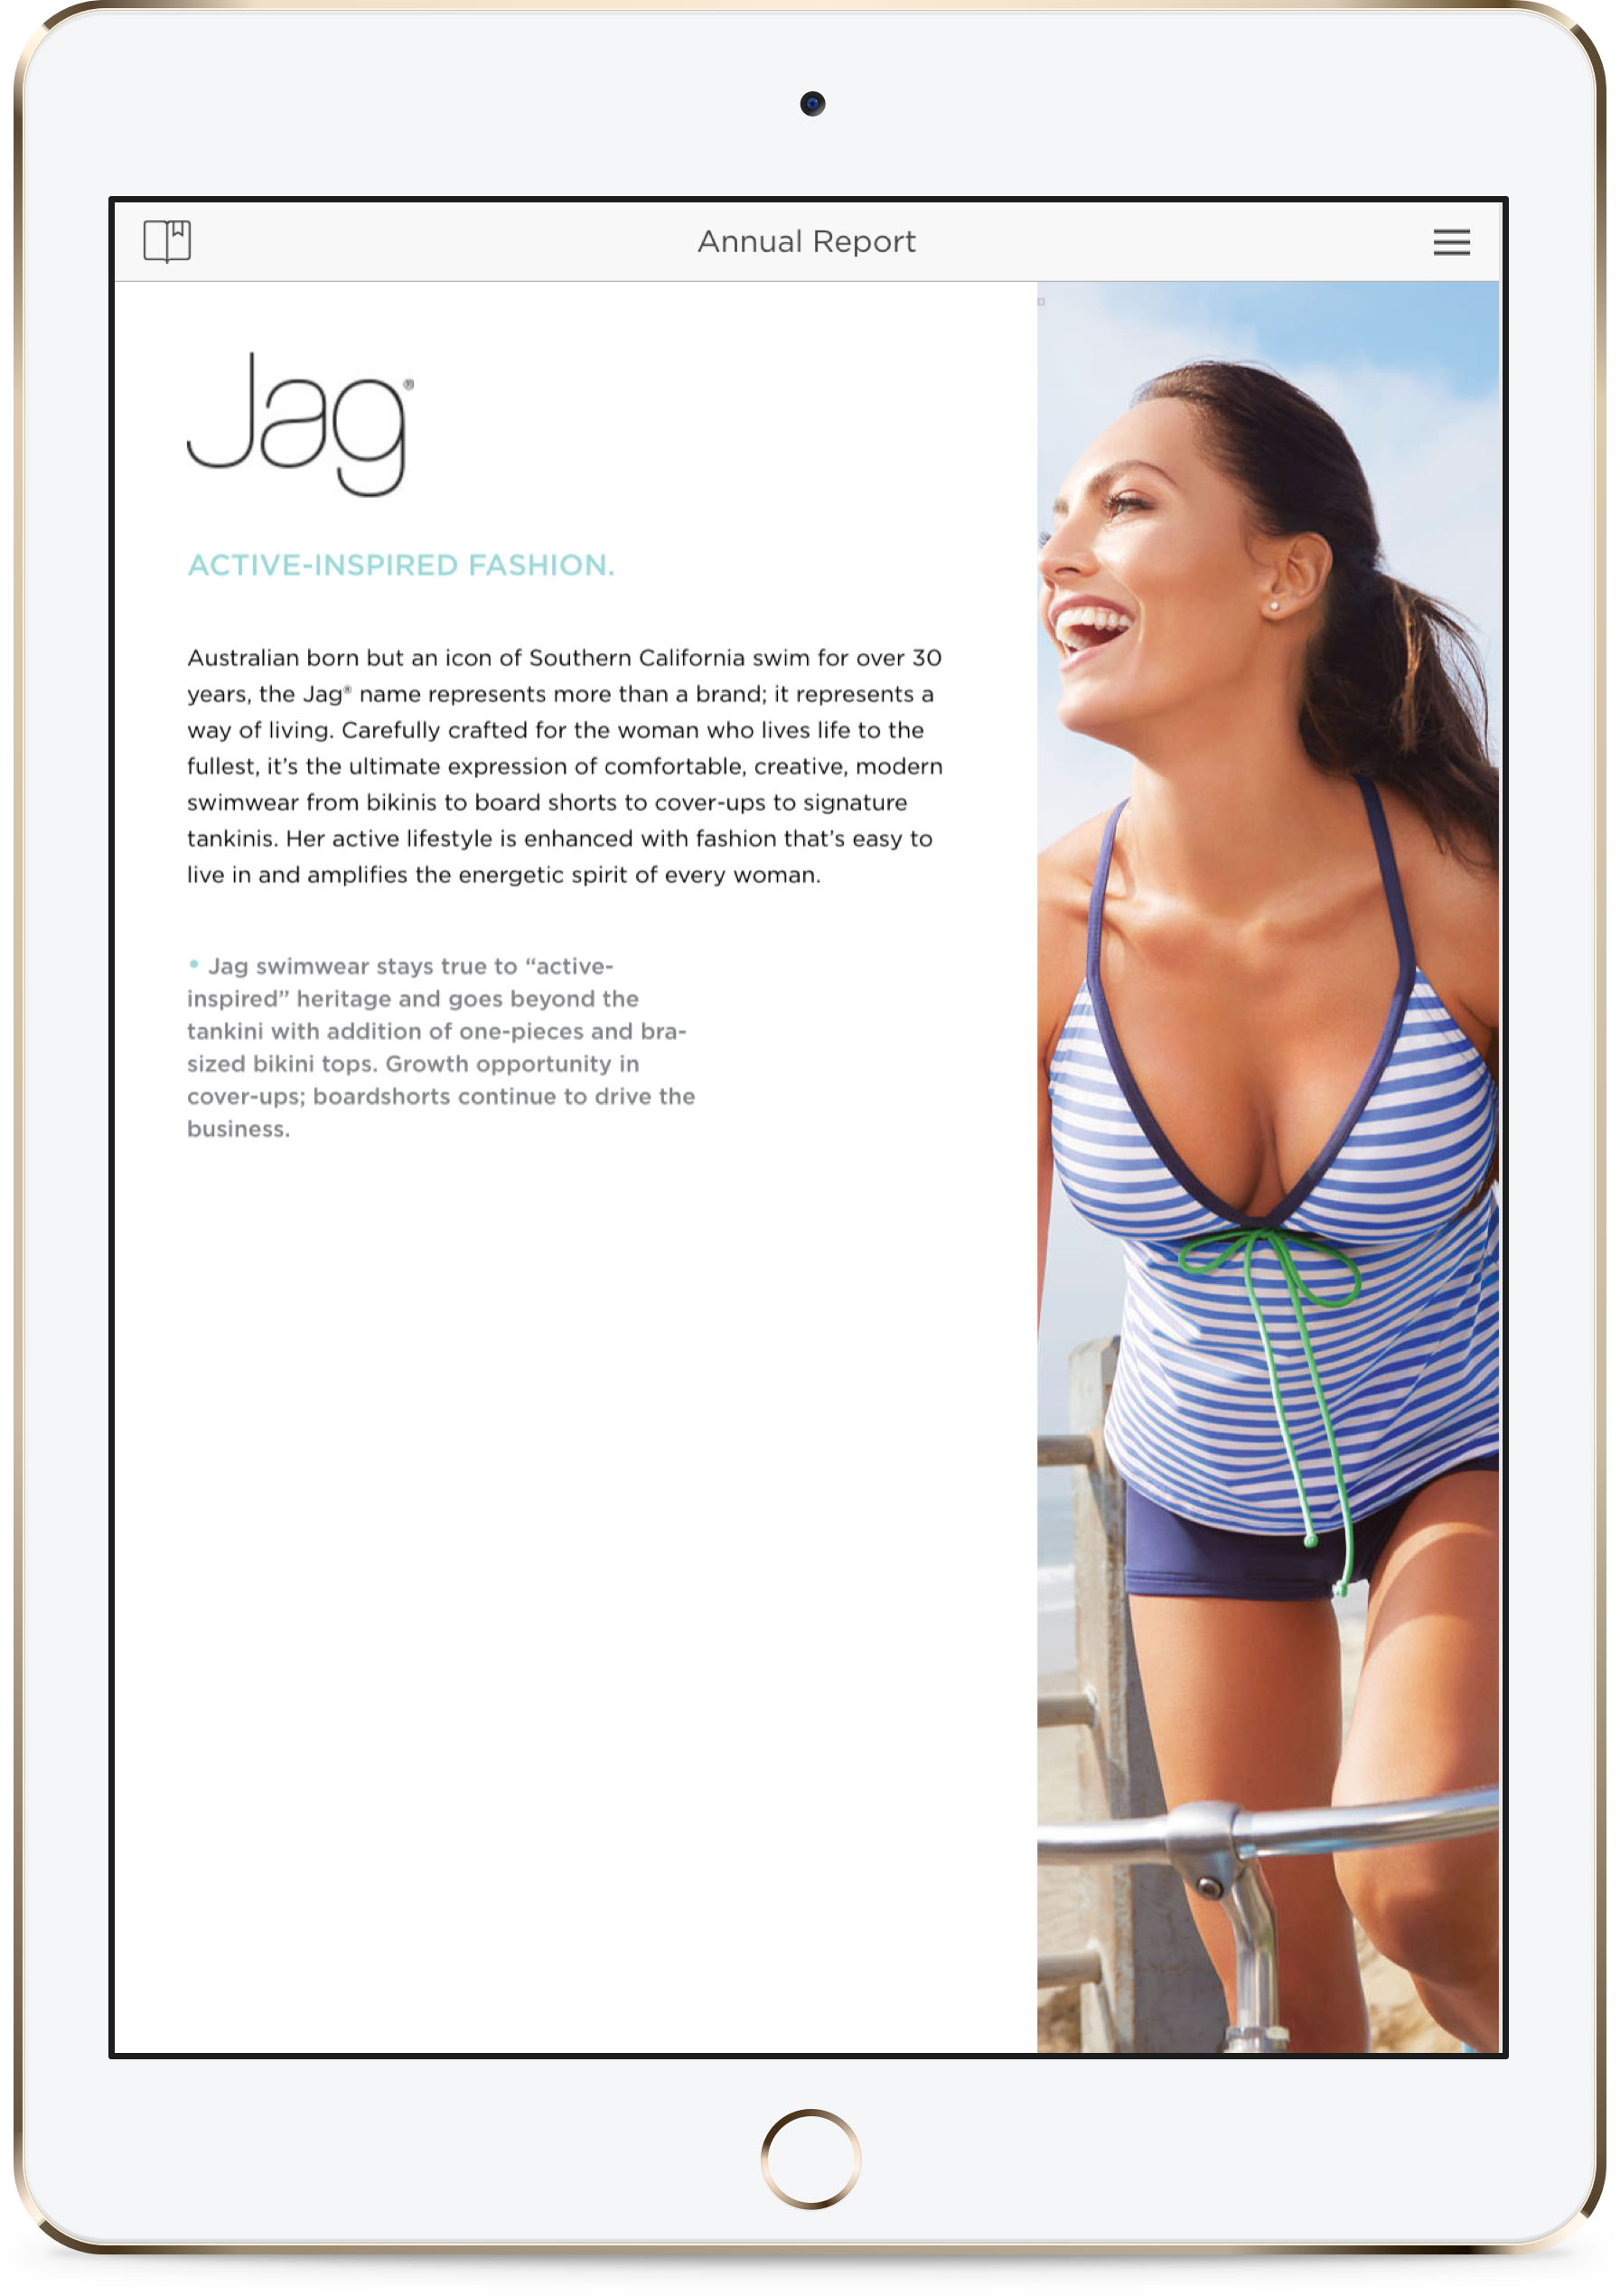 Annual Report
Jag®
ACTIVE-INSPIRED FASHION.
Australian born but an icon of Southern California swim for over 30
years, the Jag® name represents more than a brand; it represents a
way of living. Carefully crafted for the woman who lives life to the
fullest, it’s the ultimate expression of comfortable, creative, modern
swimwear from bikinis to board shorts to cover-ups to signature
tankinis. Her active lifestyle is enhanced with fashion that’s easy to
live in and amplifies the energetic spirit of every woman.
• Jag swimwear stays true to “active-
inspired” heritage and goes beyond the
tankini with addition of one-pieces and bra-
sized bikini tops. Growth opportunity in
cover-ups; boardshorts continue to drive the
business.